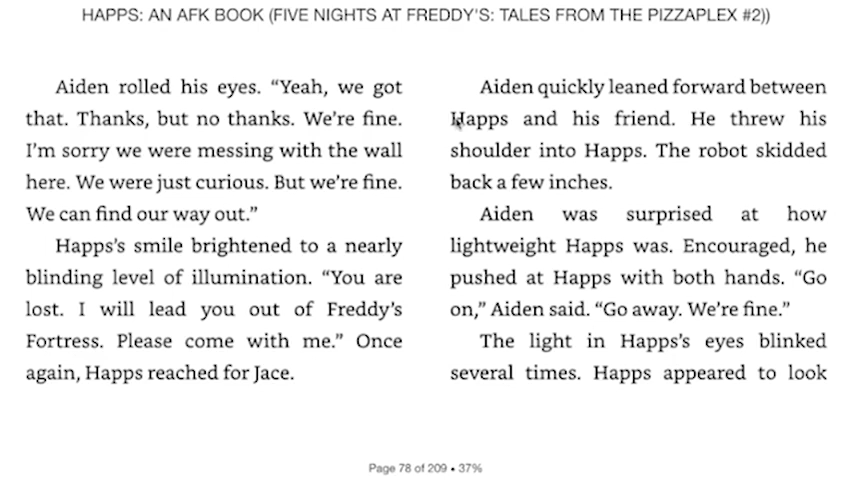 HAPPS: AN AFK BOOK (FIVE NIGHTS AT FREDDY'S: TALES FROM THE PIZZAPLEX #2))
Aiden rolled his eyes. “Yeah, we got
that. Thanks, but no thanks. We’re fine.
I’m sorry we were messing with the wall
here. We were just curious. But we’re fine.
We can find our way out.”
Happs’s smile brightened to a nearly
blinding level of illumination. “You are
lost. I will lead you out of Freddy’s
Fortress. Please come with me.” Once
again, Happs reached for Jace.
Aiden quickly leaned forward between
Happs and his friend. He threw his
shoulder into Happs. The robot skidded
back a few inches.
Aiden was surprised at how
lightweight Happs was. Encouraged, he
pushed at Happs with both hands. “Go
on,” Aiden said. “Go away. We’re fine.”
The light in Happs’s eyes blinked
several times. Happs appeared to look
Page 78 of 209 • 37%